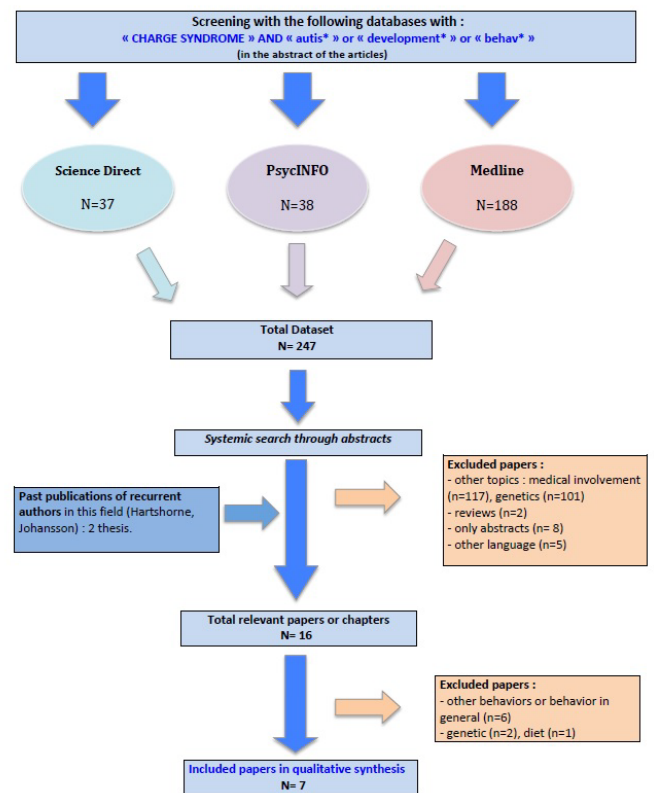 Screening with the following databases with :
« CHARGE SYNDROME » AND « autis* » or « development* » or « behav* »
(in the abstract of the articles)
Science Direct
N=37
PsycINFO
N=38
Medline
N=188
Total Dataset
N= 247
Systemic search through abstracts
Past publications of recurrent
authors in this field (Hartshorne,
Johansson) : 2 thesis.
Excluded papers :
- other topics : medical involvement
(n=117), genetics (n=101)
- reviews (n=2)
- only abstracts (n= 8)
- other language (n=5)
Total relevant papers or chapters
N= 16
Excluded papers :
- other behaviors or behavior in
general (n=6)
- genetic (n=2), diet (n=1)
Included papers in qualitative synthesis
N= 7